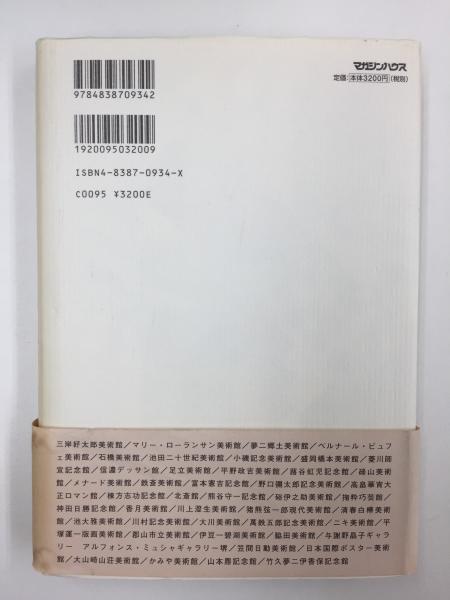 マガジンハウス
定価:本体3200円(税別)
9784838709342
1920095032009
ISBN4-8387-0934-X
C0095 ¥3200E
三岸好太郎美術館／マリー・ローランサン美術館／夢二郷土美術館／ベルナール・ビュフ
ェ美術館／石橋美術館／池田二十世紀美術館／小磯記念美術館／盛岡橋本美術館／菱川師
宣記念館／信濃デッサン館／足立美術館／平野政吉美術館／蕗谷虹児記念館／碌山美術館
／メナード美術館／鉄斎美術館／富本憲吉記念館／野口彌太郎記念美術館／高畠華宵大
正ロマン館／棟方志功記念館／北斎館／熊谷守一記念館／硲伊之助美術館／掬粋巧芸館／
神田日勝記念館／香月美術館／川上澄生美術館／猪熊弦一郎現代美術館／清春白樺美術館
／池大雅美術館／川村記念美術館／大川美術館／萬鉄五郎記念美術館／ニキ美術館／平
塚運一版画美術館／郡山市立美術館／伊豆一碧湖美術館／脇田美術館／与謝野晶子ギャラ
リー アルフォンス・ミュシャギャラリー堺／笠間日動美術館／日本国際ポスター美術
館／大山崎山荘美術館／かみや美術館／山本鼎記念館／竹久夢二伊香保記念館